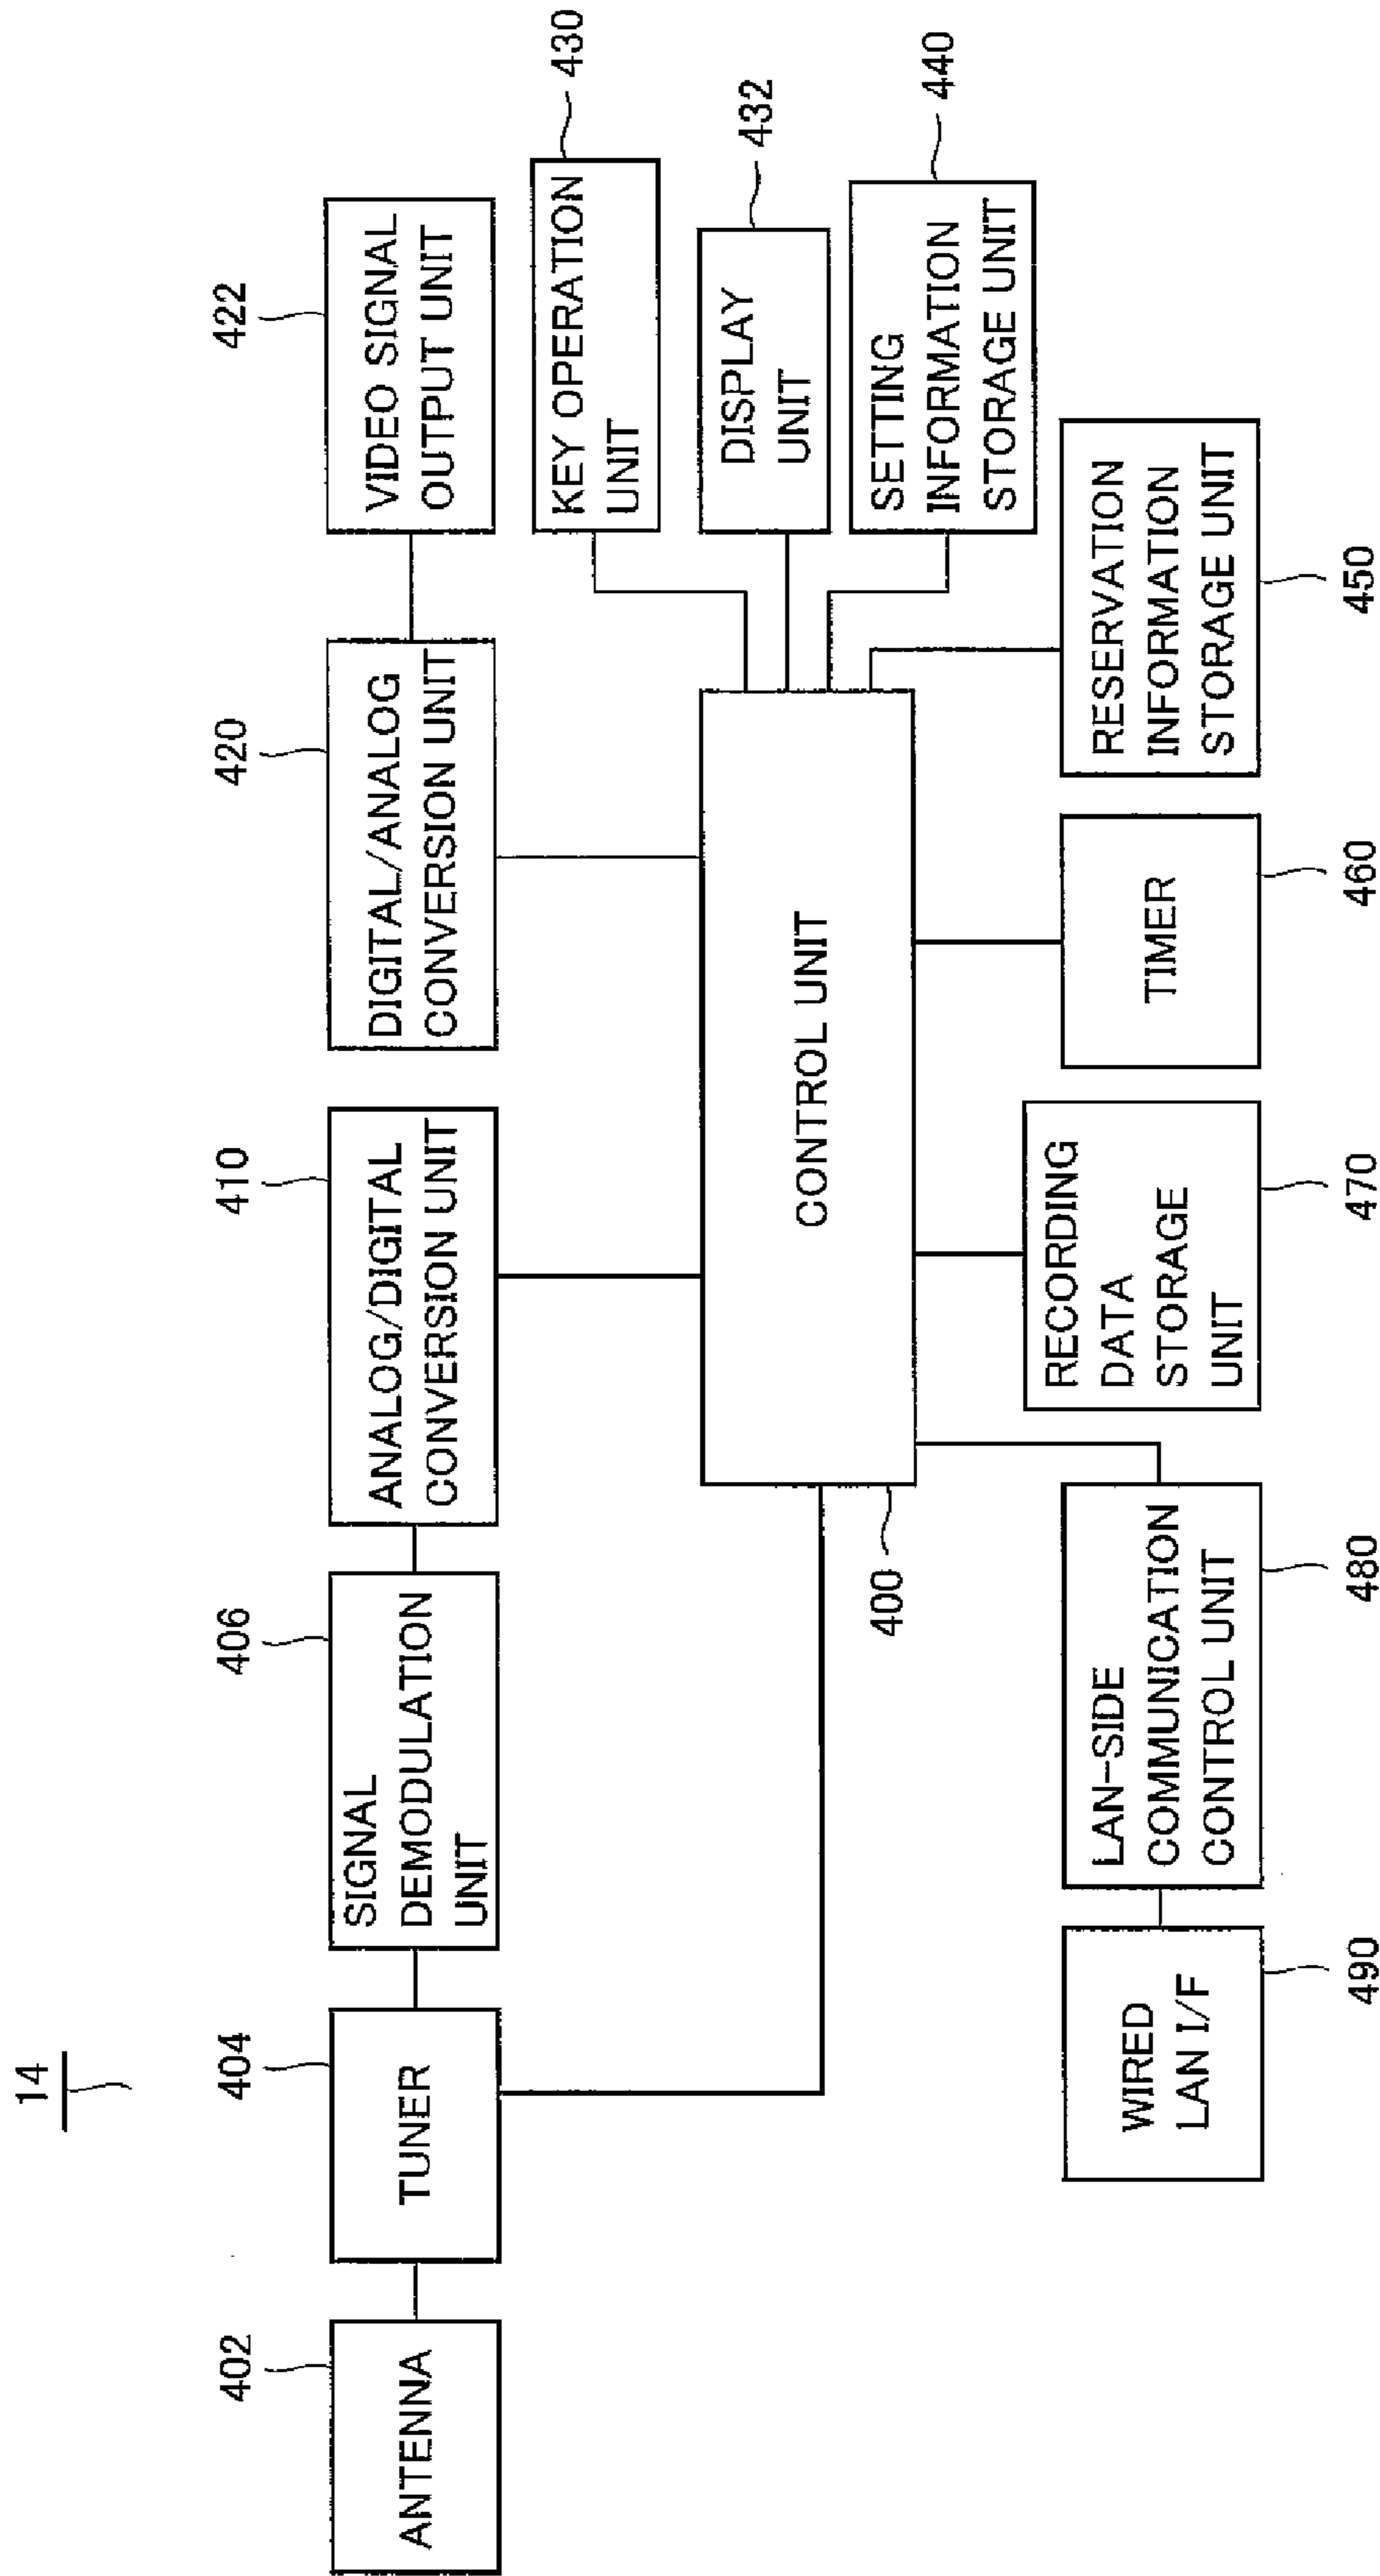 14
402
404
406
410
420
422
ANTENNA
TUNER
SIGNAL
DEMODULATION
UNIT
ANALOG/DIGITAL
CONVERSION UNIT
DIGITAL/ANALOG
CONVERSION UNIT
VIDEO SIGNAL
OUTPUT UNIT
KEY OPERATION
UNIT
430
DISPLAY
UNIT
432
SETTING
INFORMATION
STORAGE UNIT
440
CONTROL UNIT
400
WIRED
LAN I/F
LAN-SIDE
COMMUNICATION
CONTROL UNIT
RECORDING
DATA
STORAGE
UNIT
TIMER
RESERVATION
INFORMATION
STORAGE UNIT
490
480
470
460
450